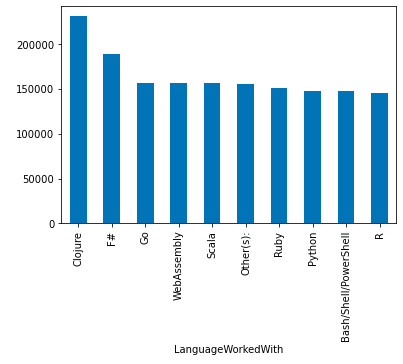 200000
150000
100000
50000
0
Clojure
F#
Go
WebAssembly
Scala
Other(s):
Ruby
Python
Bash/Shell/PowerShell
R
LanguageWorkedWith